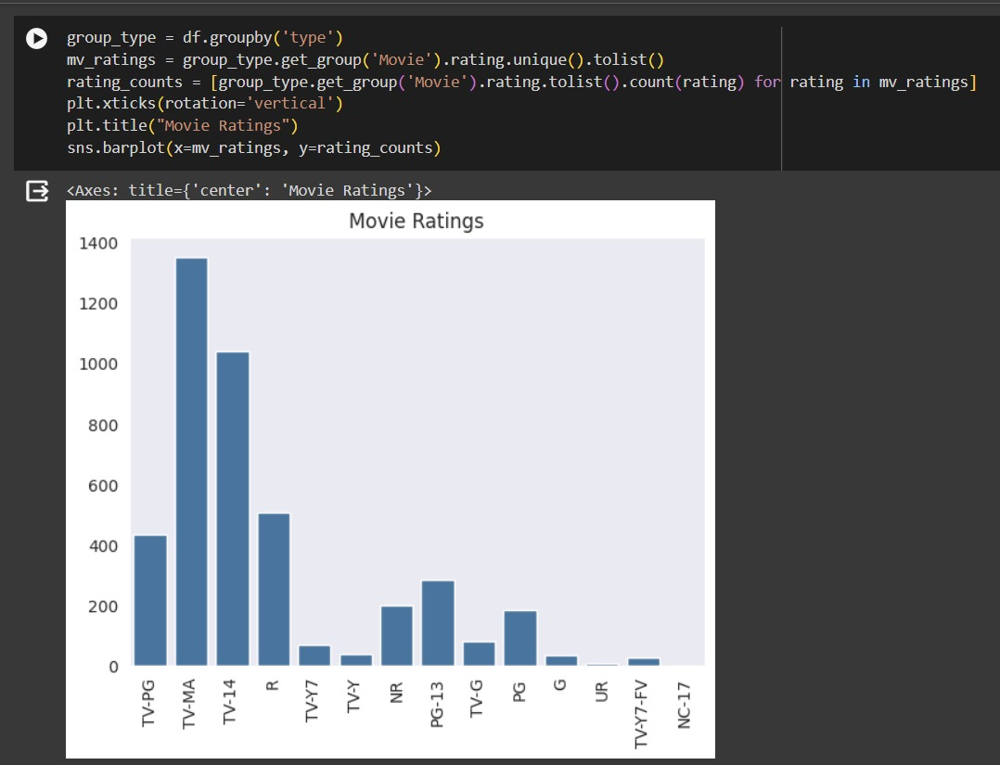 group_type = df.groupby('type')
mv_ratings = group_type.get_group('Movie').rating.unique().tolist()
rating_counts = [group_type.get_group('Movie').rating.tolist().count(rating) for rating in mv_ratings]
plt.xticks(rotation='vertical')
plt.title("Movie Ratings")
sns.barplot(x=mv_ratings, y=rating_counts)
<Axes: title={'center': 'Movie Ratings'}>
Movie Ratings
1400
1200
1000
800
600
400
200
0
TV-PG
TV-MA
TV-14
R
TV-Y7
TV-Y
NR
PG-13
TV-G
PG
G
UR
TV-Y7-FV
NC-17